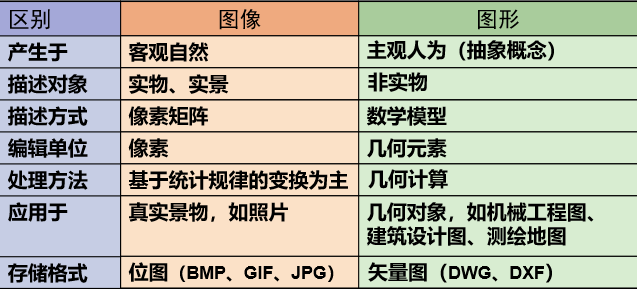 区别 图像 图形
产生于 客观自然 主观人为（抽象概念）
描述对象 实物、实景 非实物
描述方式 像素矩阵 数学模型
编辑单位 像素 几何元素
处理方法 基于统计规律的变换为主 几何计算
应用于 真实景物，如照片 几何对象，如机械工程图、
建筑设计图、测绘地图
存储格式 位图（BMP、GIF、JPG） 矢量图（DWG、DXF）